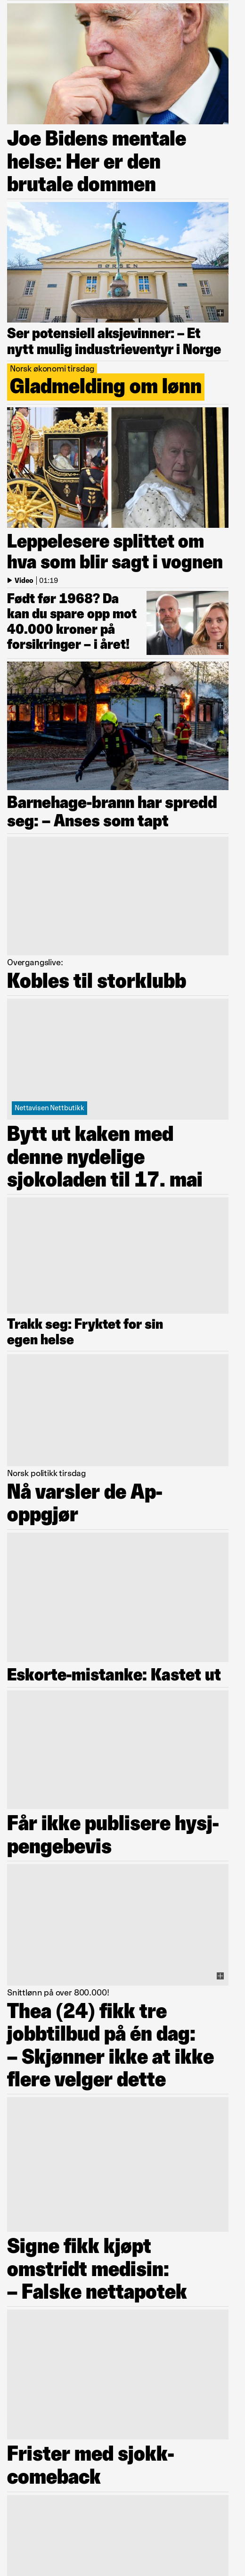 Joe Bidens mentale
helse: Her er den
brutale dommen
Ser potensiell aksjevinner: – Et
nytt mulig industrieventyr i Norge
Norsk økonomi tirsdag
Gladmelding om lønn
Leppelesere splittet om
hva som blir sagt i vognen
Video | 01:19
Født før 1968? Da
kan du spare opp mot
40.000 kroner på
forsikringer – i året!
Barnehage-brann har spredd
seg: – Anses som tapt
Overgangslive:
Kobles til storklubb
Nettavisen Nettbutikk
Bytt ut kaken med
denne nydelige
sjokoladen til 17. mai
Trakk seg: Fryktet for sin
egen helse
Norsk politikk tirsdag
Nå varsler de Ap-
oppgjør
Eskorte-mistanke: Kastet ut
Får ikke publisere hysj-
pengebevis
Snittlønn på over 800.000!
Thea (24) fikk tre
jobbtilbud på én dag:
– Skjønner ikke at ikke
flere velger dette
Signe fikk kjøpt
omstridt medisin:
– Falske nettapotek
Frister med sjokk-
comeback